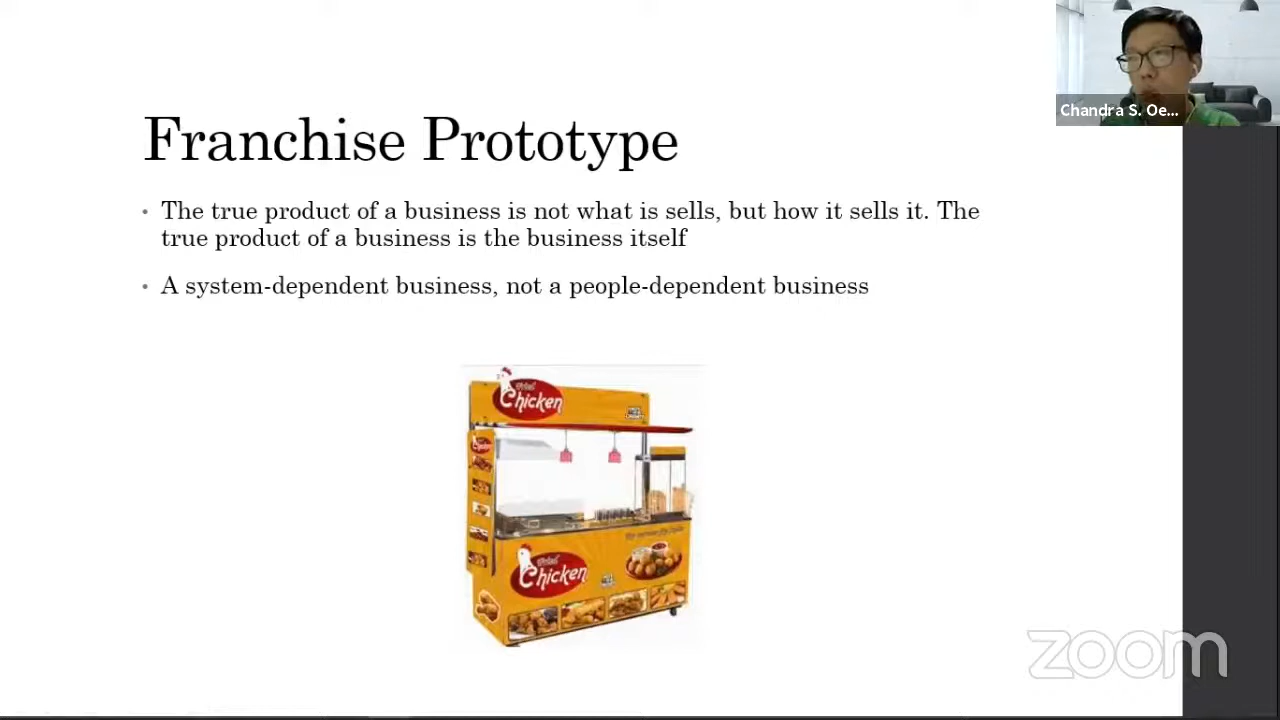 Chandra S. Oe...
Franchise Prototype
• The true product of a business is not what is sells, but how it sells it. The
true product of a business is the business itself
• A system-dependent business, not a people-dependent business
Chicken
Fried
Chicken
zoom